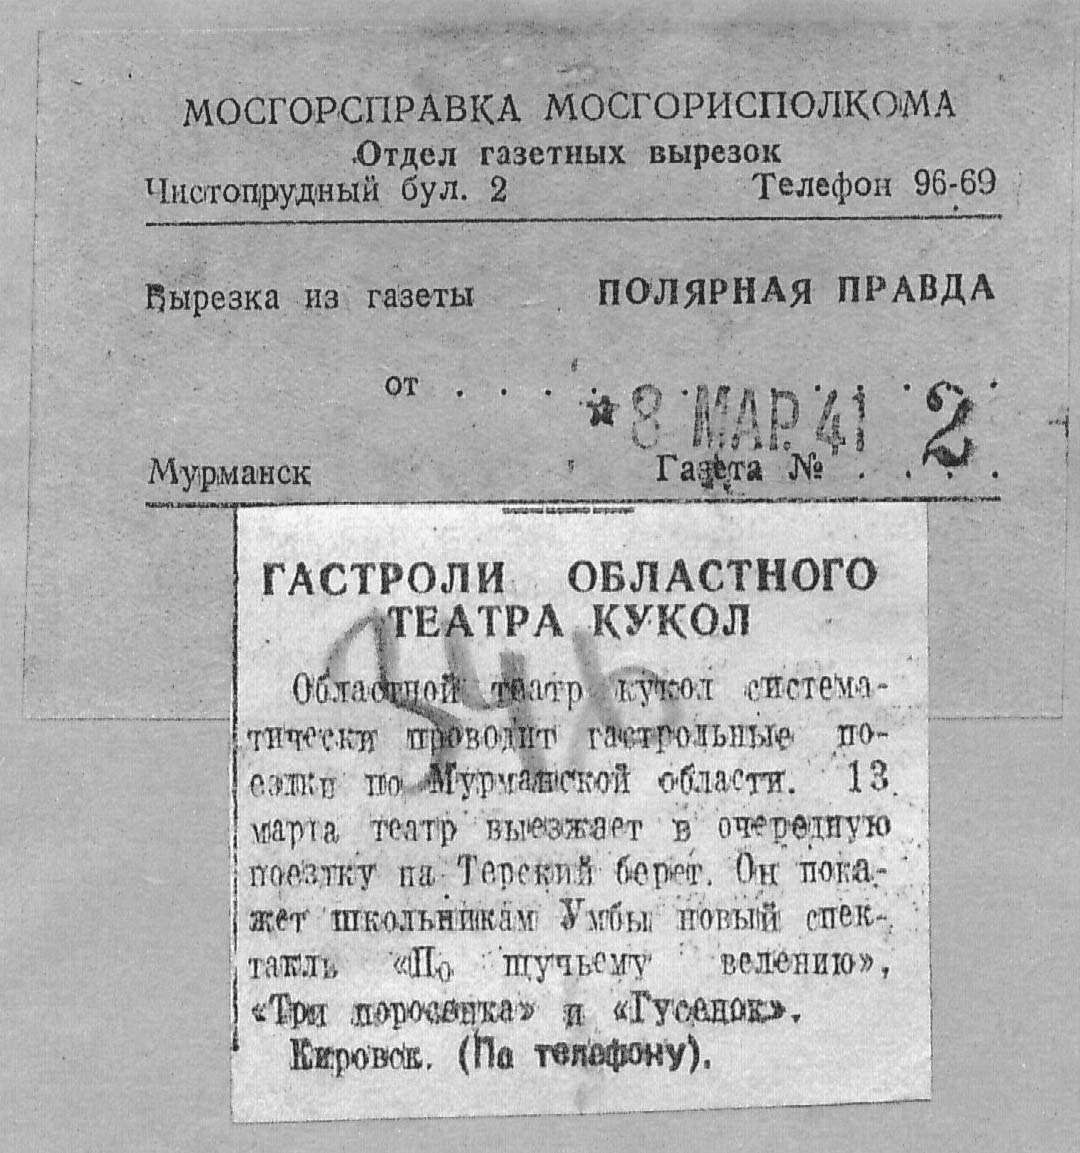 МОСГОРСПРАВКА МОСГОРИСПОЛКОМА
Отдел газетных вырезок
Чистопрудный бул. 2 Телефон 96-69
Вырезка из газеты ПОЛЯРНАЯ ПРАВДА
от . . . . 8 МАР. 41 2
Мурманск Газета № . . . .
ГАСТРОЛИ ОБЛАСТНОГО
ТЕАТРА КУКОЛ
Областной театр кукол система-
тически проводит гастрольные по-
ездки по Мурманской области. 13
марта театр выезжает в очередную
поездку на Терский берег. Он пока-
жет школьникам Умбы новый спек-
такль «По щучьему велению»,
«Три поросенка» и «Гусенок».
Кировск. (По телефону).